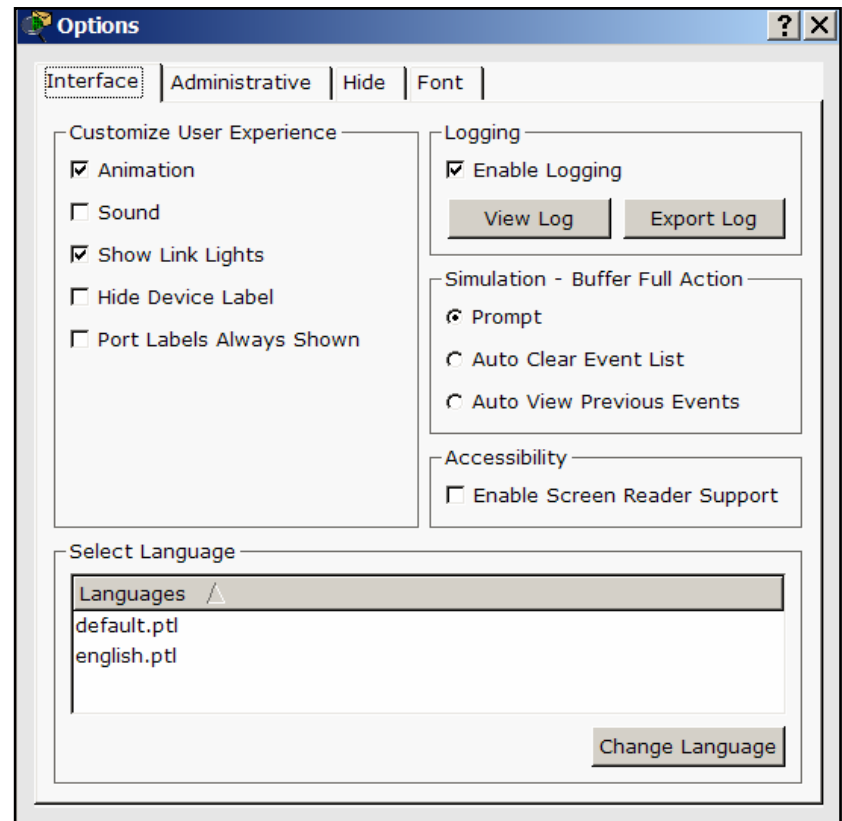 Options
Interface Administrative Hide Font
Customize User Experience
Animation
Sound
Show Link Lights
Hide Device Label
Port Labels Always Shown
Logging
Enable Logging
View Log Export Log
Simulation - Buffer Full Action
Prompt
Auto Clear Event List
Auto View Previous Events
Accessibility
Enable Screen Reader Support
Select Language
Languages
default.ptl
english.ptl
Change Language